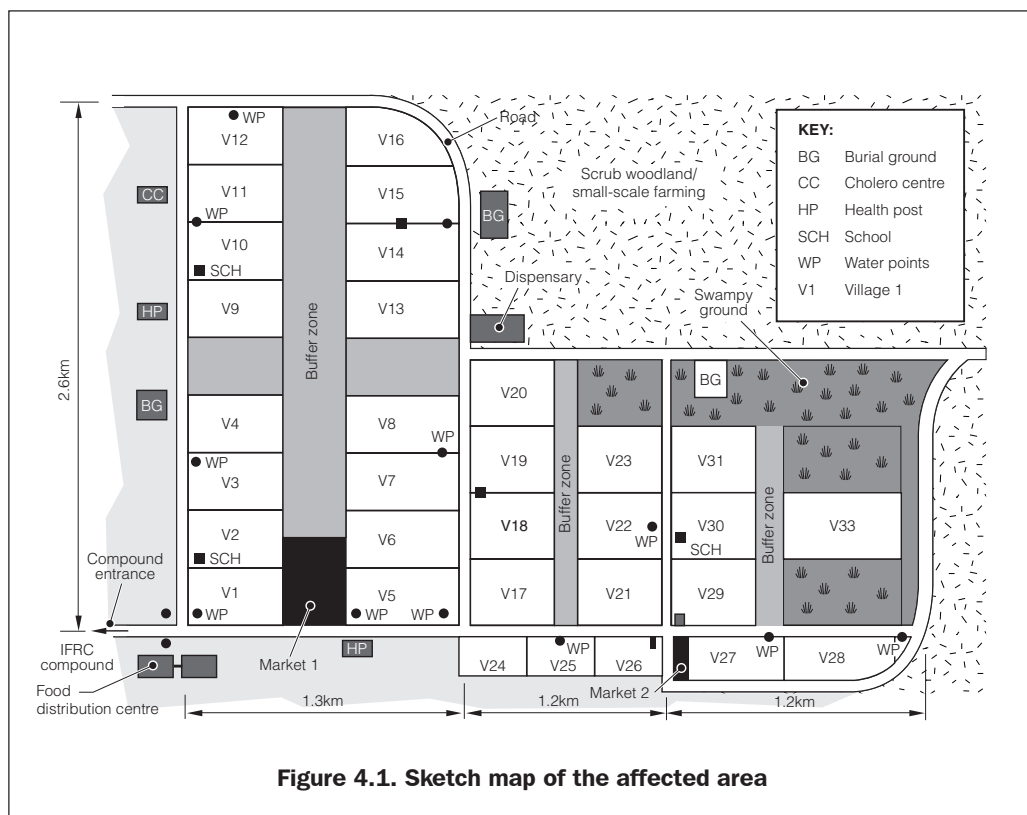 Road
Scrub woodland/
small-scale farming
KEY:
BG Burial ground
CC Cholero centre
HP Health post
SCH School
WP Water points
V1 Village 1
WP
V12
V16
CC
V11
WP
V15
BG
V10
SCH
V14
Dispensary
Swampy
ground
HP
V9
Buffer zone
V13
2.6km
BG
V4
V8
WP
V20
BG
WP
V3
V7
V19
Buffer zone
V23
V31
Buffer zone
V2
SCH
V6
V18
V22
WP
V30
SCH
V33
Compound
entrance
V1
WP
V5
WP
WP
V17
V21
V29
IFRC
compound
Food
distribution centre
Market 1
HP
V24
WP
V25
V26
Market 2
V27
WP
V28
WP
1.3km
1.2km
1.2km
Figure 4.1. Sketch map of the affected area